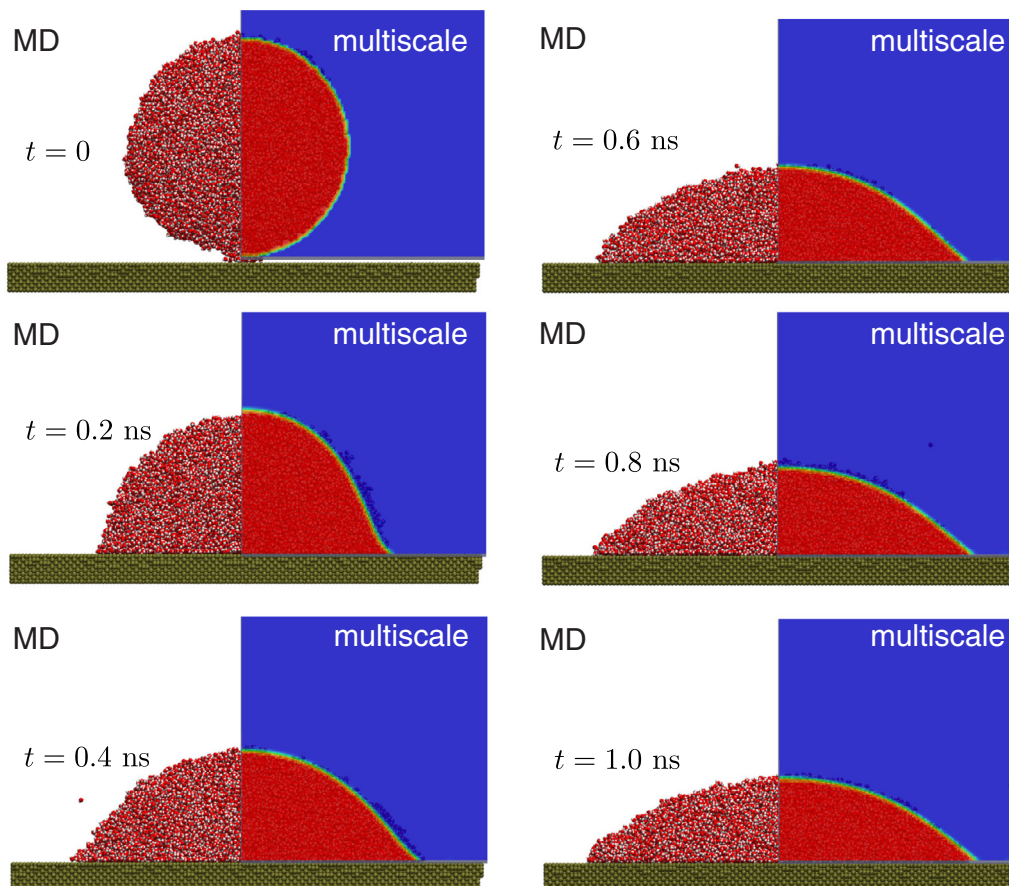 MD
multiscale
t = 0
MD
multiscale
t = 0.6 ns
MD
multiscale
t = 0.2 ns
MD
multiscale
t = 0.8 ns
MD
multiscale
t = 0.4 ns
MD
multiscale
t = 1.0 ns